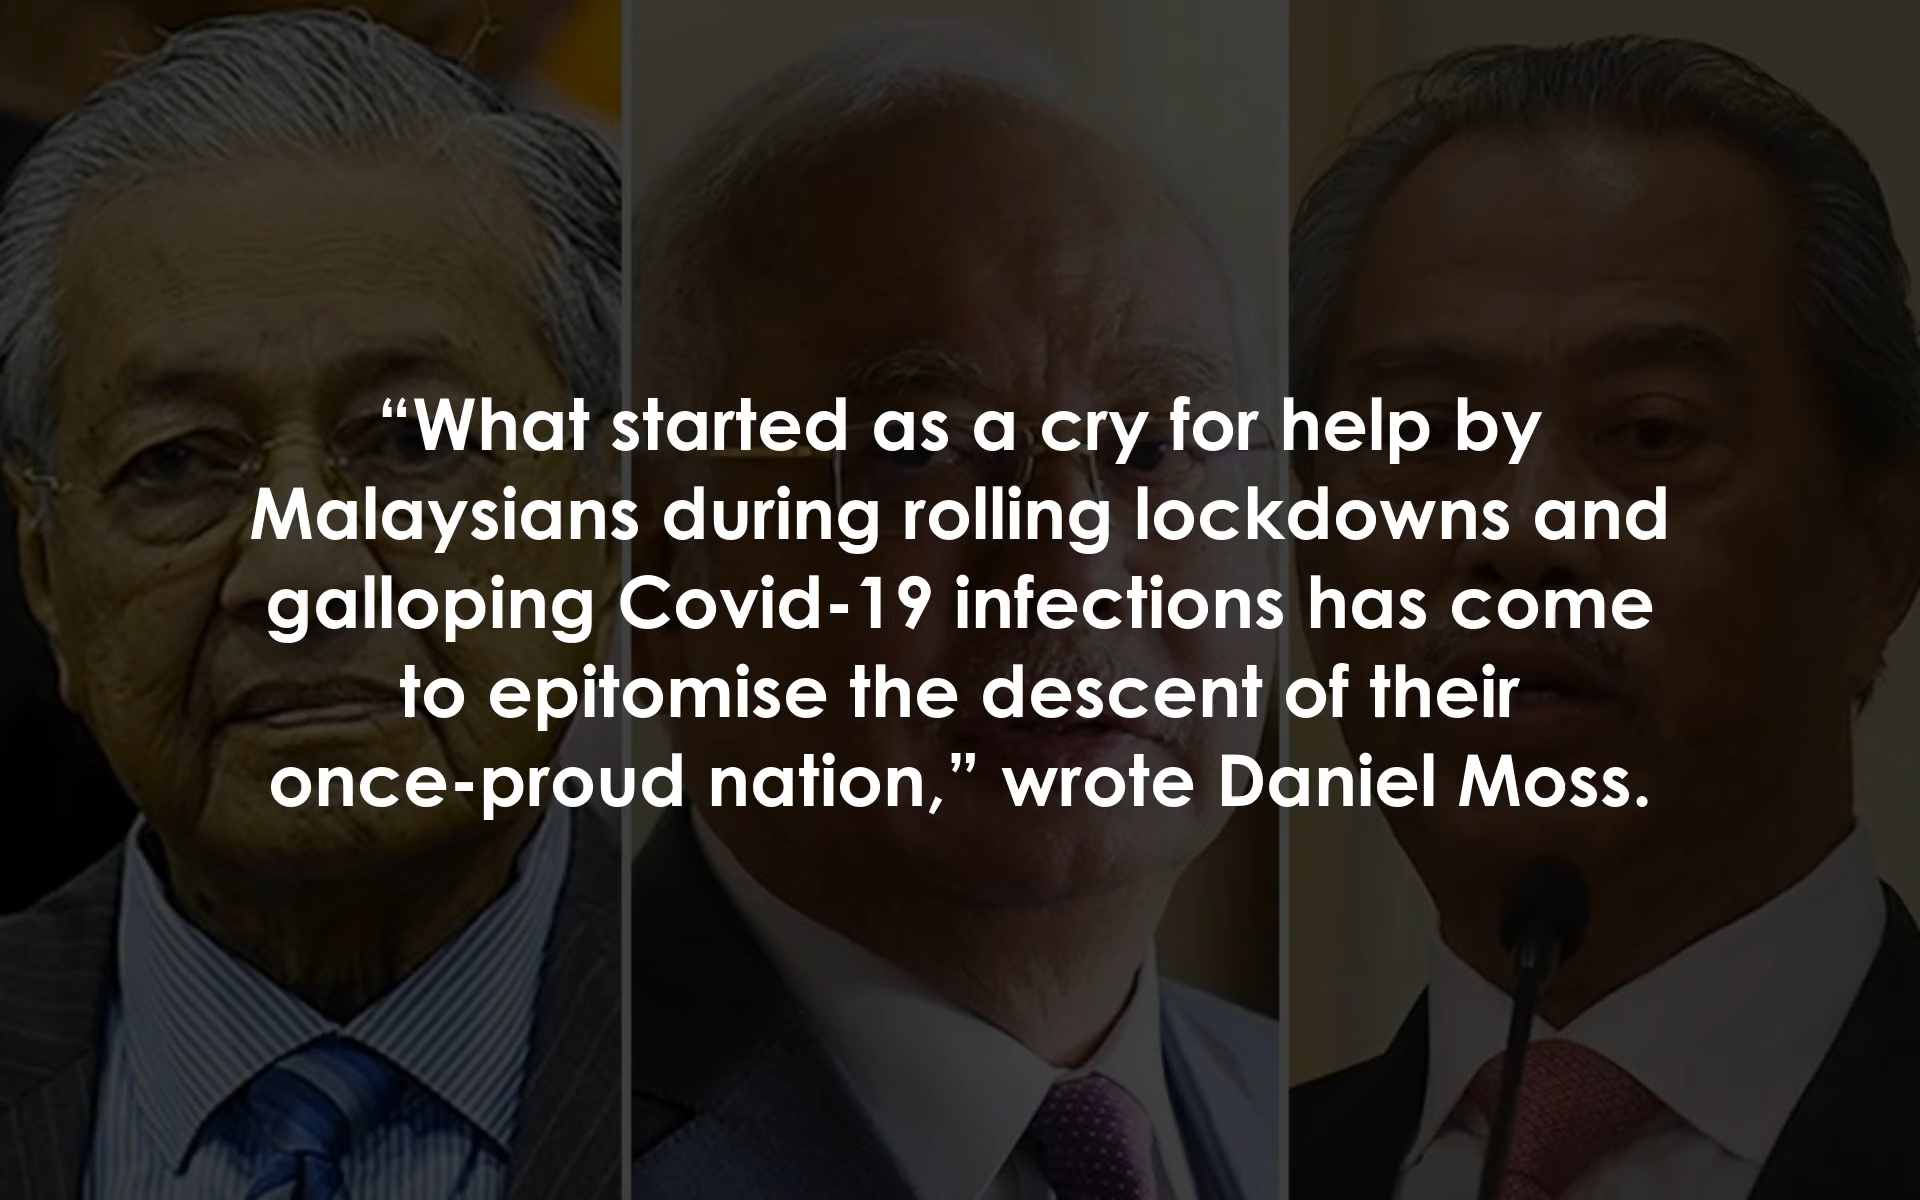 “What started as a cry for help by
Malaysians during rolling lockdowns and
galloping Covid-19 infections has come
to epitomise the descent of their
once-proud nation,” wrote Daniel Moss.